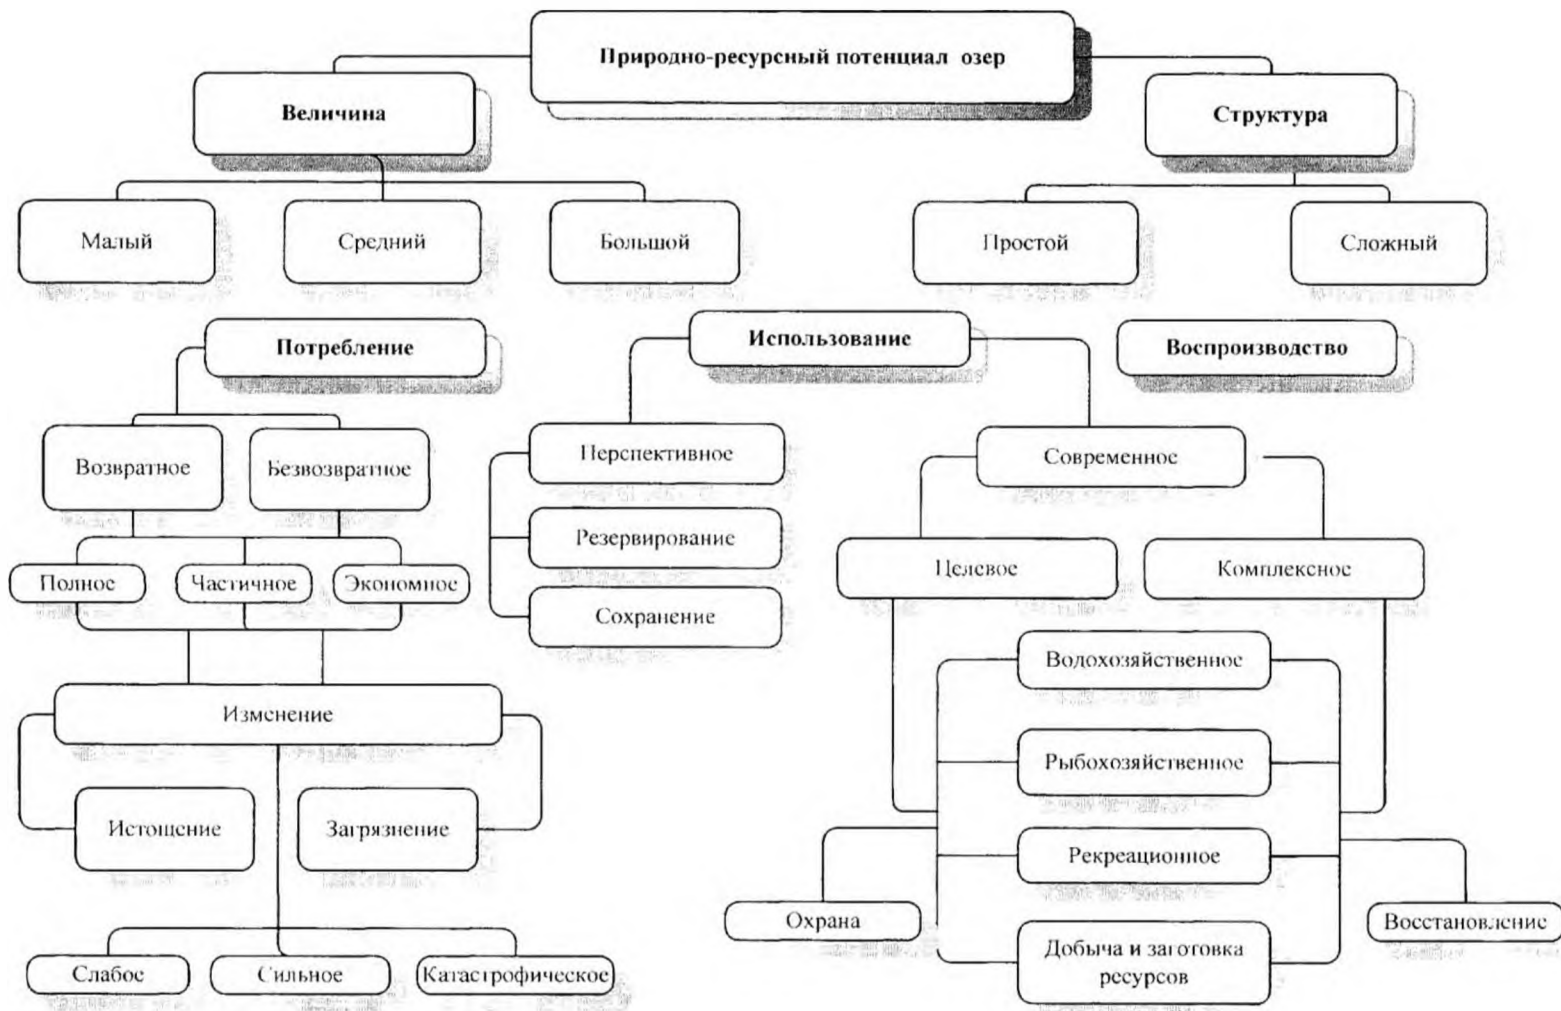 Природно-ресурсный потенциал озер
Величина
Структура
Малый
Средний
Большой
Простой
Сложный
Потребление
Использование
Воспроизводство
Возвратное
Безвозвратное
Перспективное
Современное
Резервирование
Полное
Частичное
Экономное
Целевое
Комплексное
Сохранение
Водохозяйственное
Изменение
Рыбохозяйственное
Истощение
Загрязнение
Рекреационное
Охрана
Восстановление
Добыча и заготовка
ресурсов
Слабое
Сильное
Катастрофическое